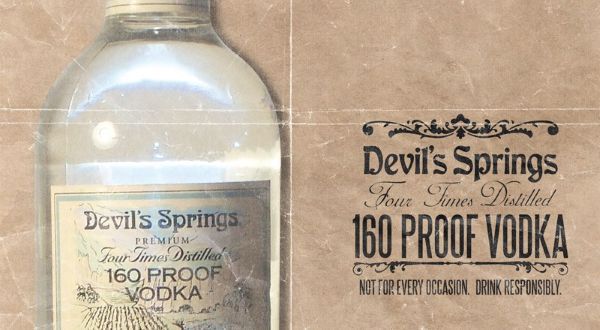 Devil's Springs
PREMIUM
Four Times Distilled
160 PROOF
VODKA
Devil's Springs
Four Times Distilled
160 PROOF VODKA
NOT FOR EVERY OCCASION. DRINK RESPONSIBLY.